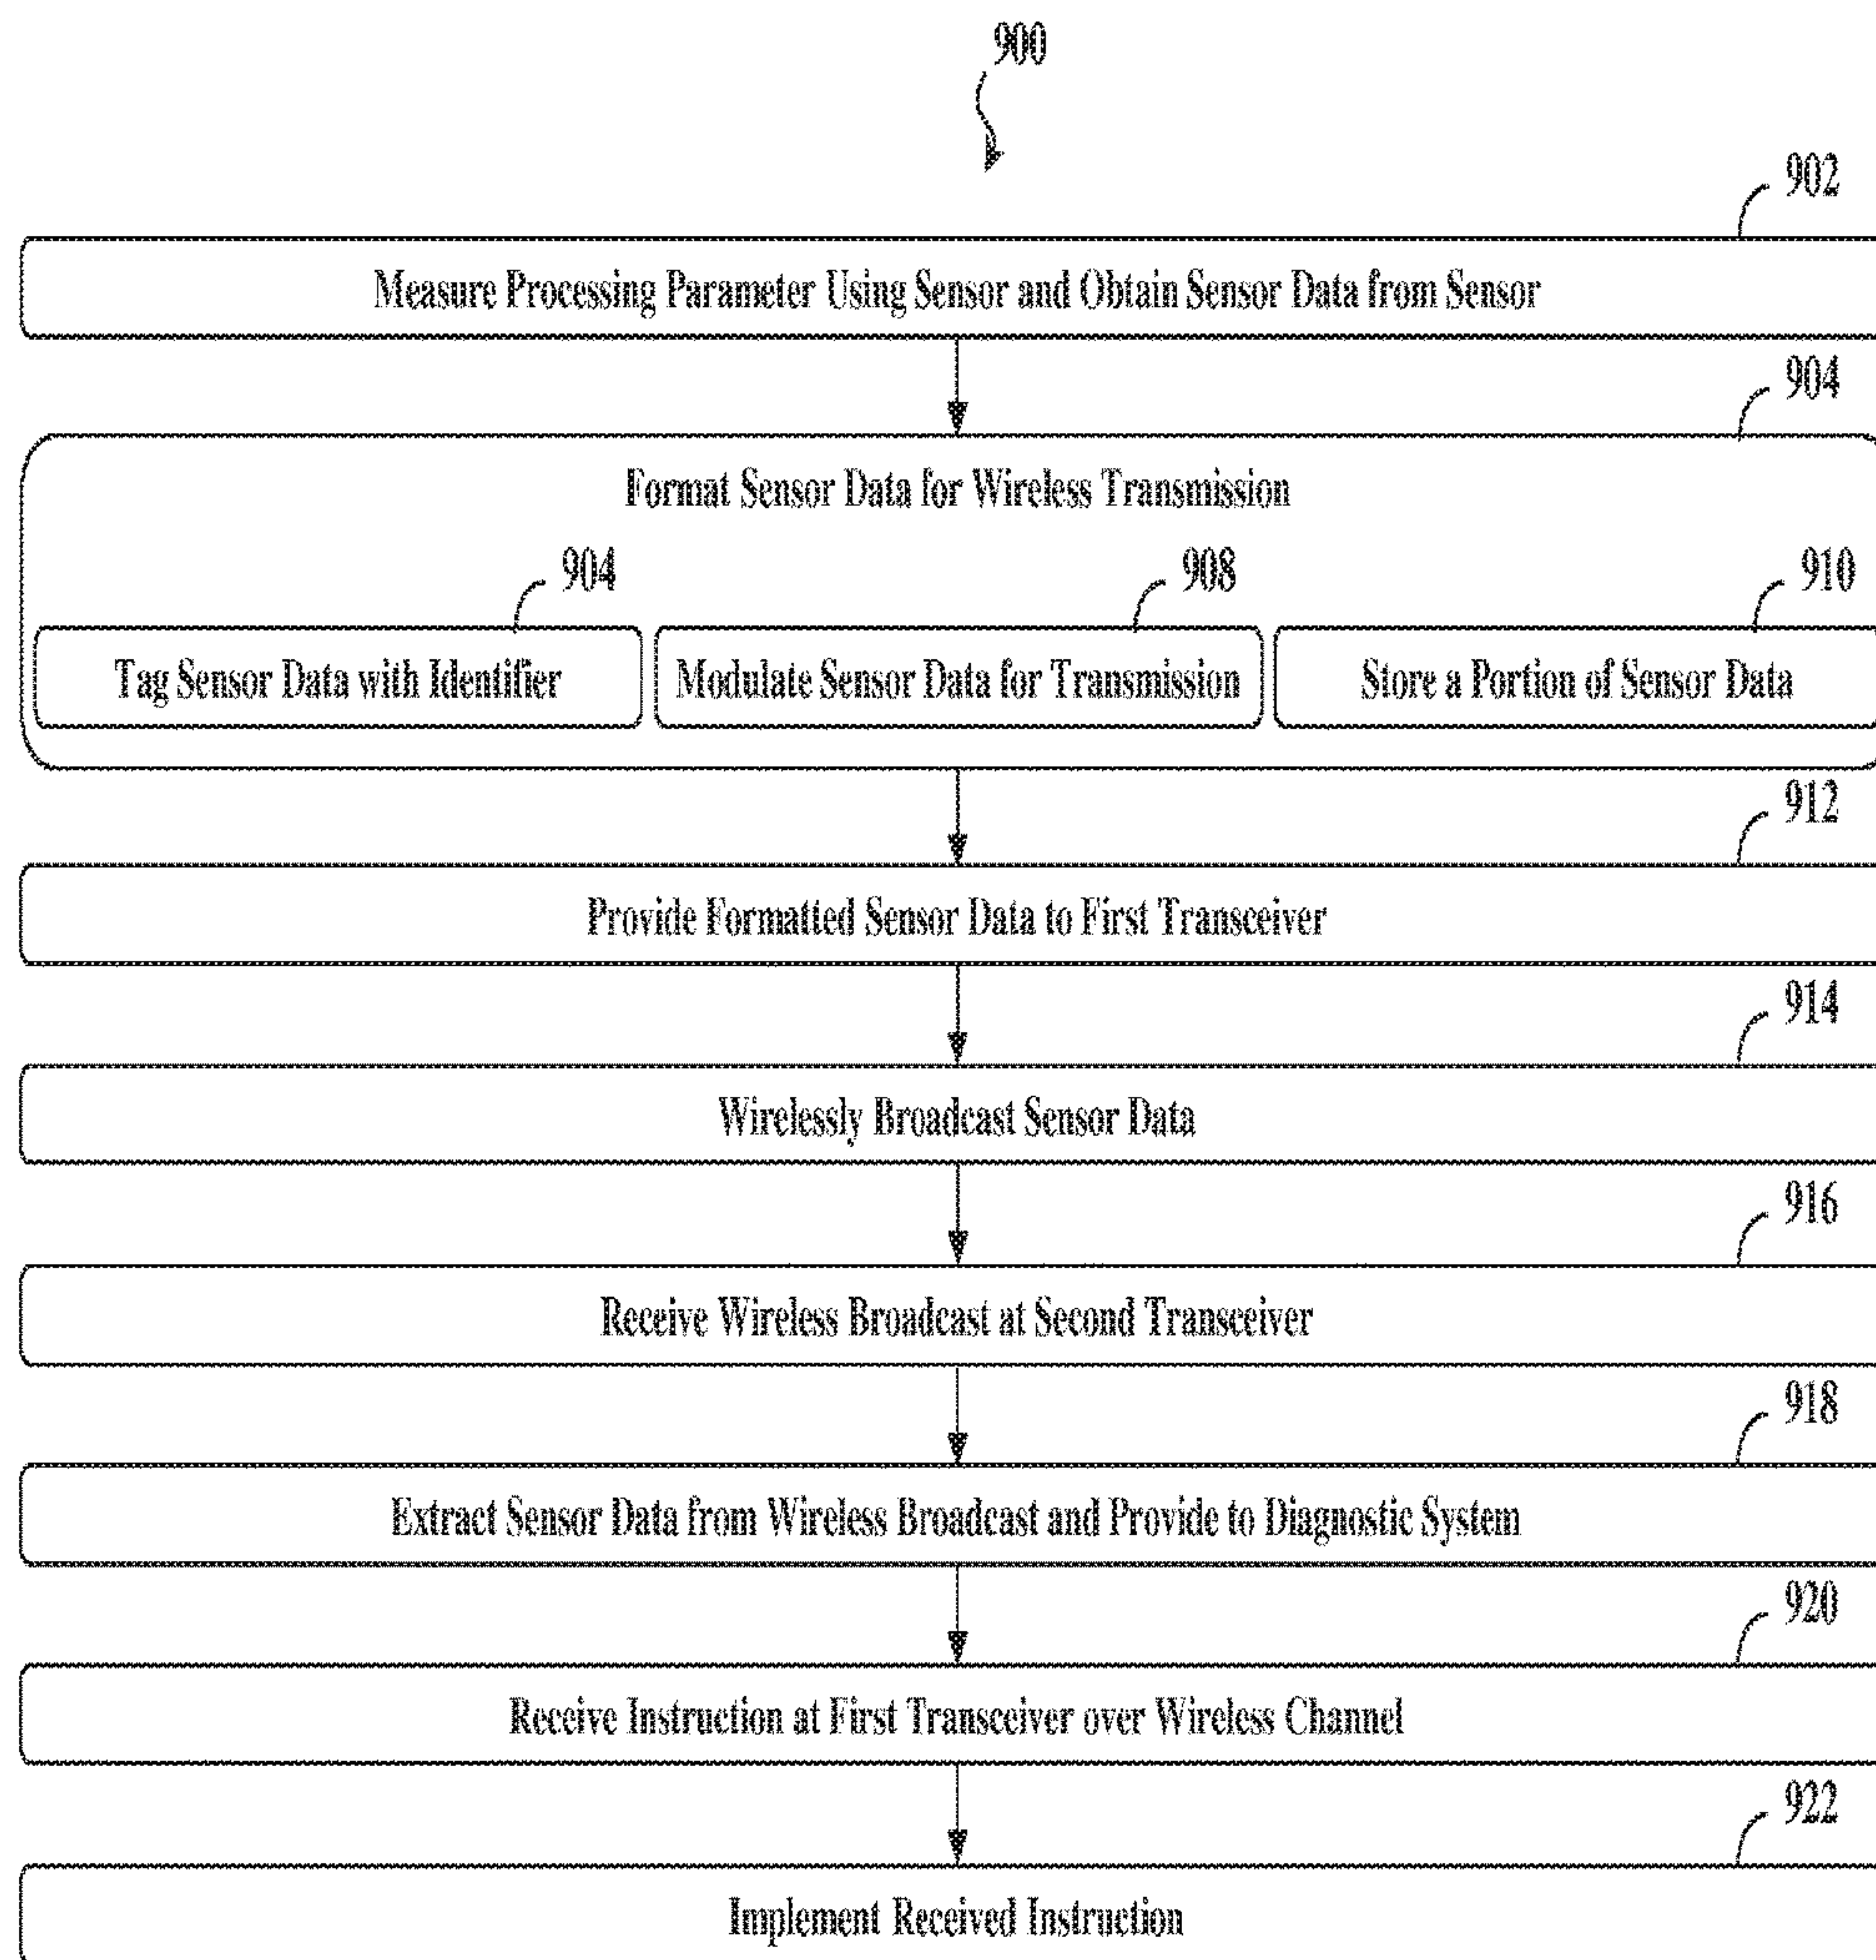 900
902
Measure Processing Parameter Using Sensor and Obtain Sensor Data from Sensor
904
Format Sensor Data for Wireless Transmission
904
908
910
Tag Sensor Data with Identifier
Modulate Sensor Data for Transmission
Store a Portion of Sensor Data
912
Provide Formatted Sensor Data to First Transceiver
914
Wirelessly Broadcast Sensor Data
916
Receive Wireless Broadcast at Second Transceiver
918
Extract Sensor Data from Wireless Broadcast and Provide to Diagnostic System
920
Receive Instruction at First Transceiver over Wireless Channel
922
Implement Received Instruction